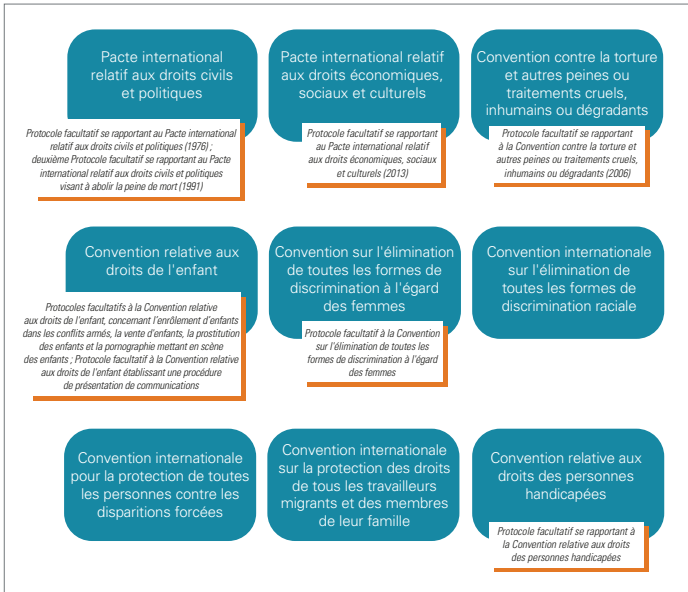 Pacte international
relatif aux droits civils
et politiques
Protocole facultatif se rapportant au Pacte international
relatif aux droits civils et politiques (1976) ;
deuxième Protocole facultatif se rapportant au Pacte
international relatif aux droits civils et politiques
visant à abolir la peine de mort (1991)
Pacte international relatif
aux droits économiques,
sociaux et culturels
Protocole facultatif se rapportant
au Pacte international relatif
aux droits économiques, sociaux
et culturels (2013)
Convention contre la torture
et autres peines ou
traitements cruels,
inhumains ou dégradants
Protocole facultatif se rapportant
à la Convention contre la torture et
autres peines ou traitements cruels,
inhumains ou dégradants (2006)
Convention relative aux
droits de l'enfant
Protocoles facultatifs à la Convention relative
aux droits de l'enfant, concernant l'enrôlement d'enfants
dans les conflits armés, la vente d'enfants, la prostitution
des enfants et la pornographie mettant en scène
des enfants ; Protocole facultatif à la Convention relative
aux droits de l'enfant établissant une procédure
de présentation de communications
Convention sur l'élimination
de toutes les formes de
discrimination à l'égard
des femmes
Protocole facultatif à la Convention
sur l'élimination de toutes les
formes de discrimination à l'égard
des femmes
Convention internationale
sur l'élimination de
toutes les formes de
discrimination raciale
Convention internationale
pour la protection de toutes
les personnes contre les
disparitions forcées
Convention internationale
sur la protection des droits
de tous les travailleurs
migrants et des membres
de leur famille
Convention relative aux
droits des personnes
handicapées
Protocole facultatif se rapportant à
la Convention relative aux droits
des personnes handicapées